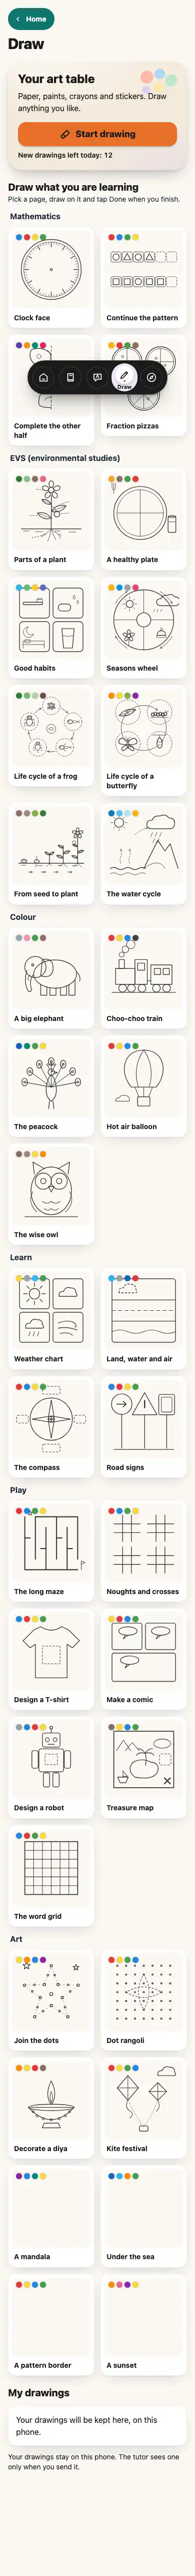 Home
Draw
Your art table
Paper, paints, crayons and stickers. Draw
anything you like.
Start drawing
New drawings left today: 12
Draw what you are learning
Pick a page, draw on it and tap Done when you finish.
Mathematics
Clock face
Continue the pattern
Complete the other
half
Fraction pizzas
Draw
EVS (environmental studies)
Parts of a plant
A healthy plate
Good habits
Seasons wheel
Life cycle of a frog
Life cycle of a
butterfly
From seed to plant
The water cycle
Colour
A big elephant
Choo-choo train
The peacock
Hot air balloon
The wise owl
Learn
Weather chart
Land, water and air
The compass
Road signs
Play
The long maze
Noughts and crosses
Design a T-shirt
Make a comic
Design a robot
Treasure map
The word grid
Art
Join the dots
Dot rangoli
Decorate a diya
Kite festival
A mandala
Under the sea
A pattern border
A sunset
My drawings
Your drawings will be kept here, on this
phone.
Your drawings stay on this phone. The tutor sees one
only when you send it.